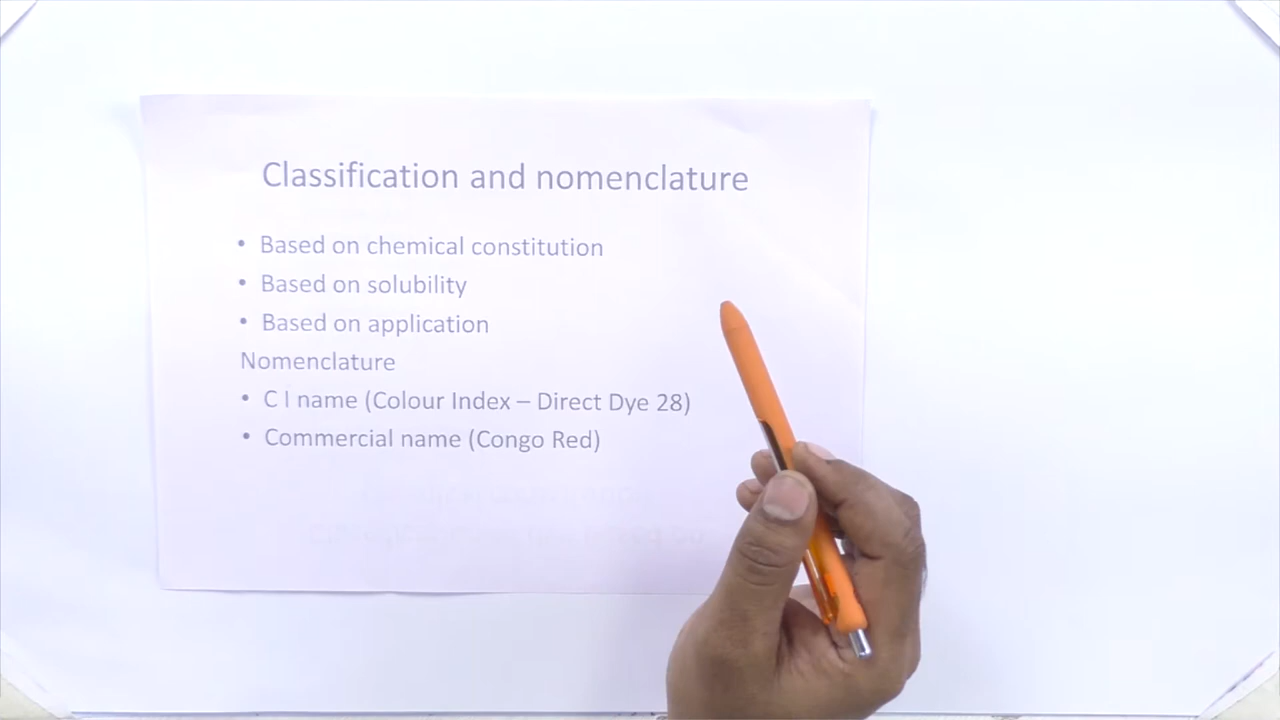 Classification and nomenclature
• Based on chemical constitution
• Based on solubility
• Based on application
Nomenclature
• C I name (Colour Index – Direct Dye 28)
• Commercial name (Congo Red)